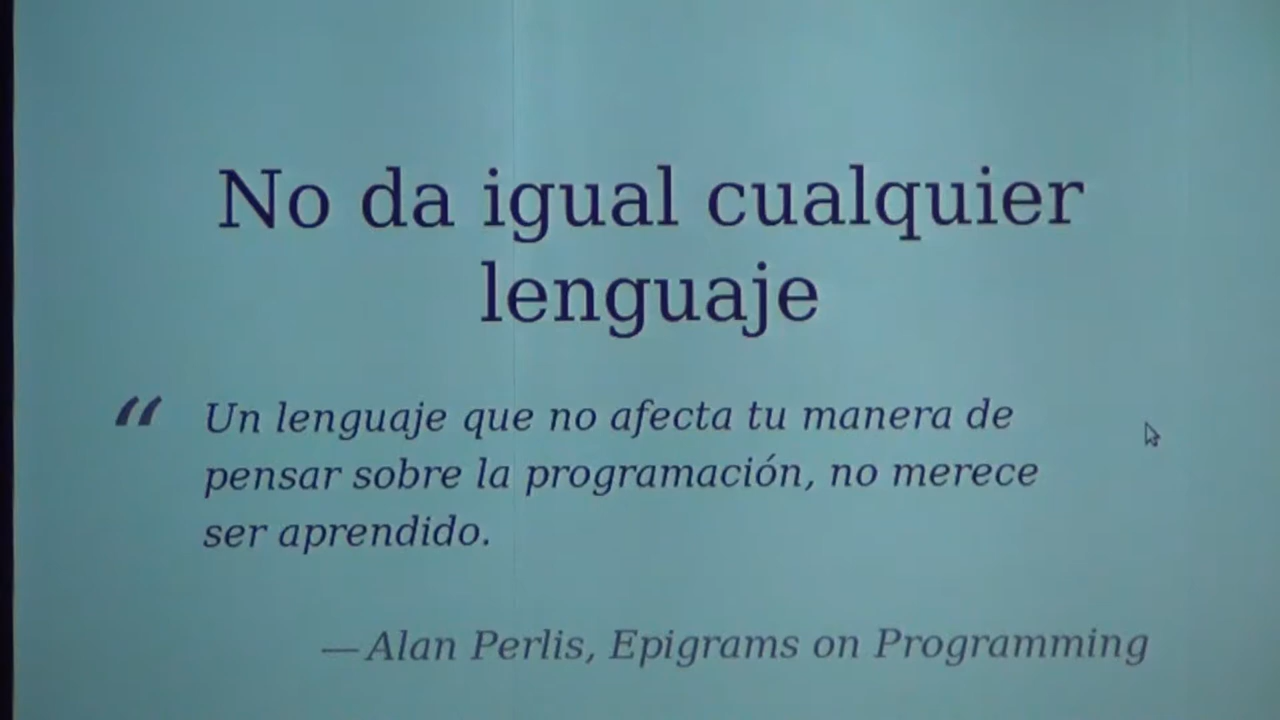 No da igual cualquier
lenguaje
“ Un lenguaje que no afecta tu manera de
pensar sobre la programación, no merece
ser aprendido.
—Alan Perlis, Epigrams on Programming